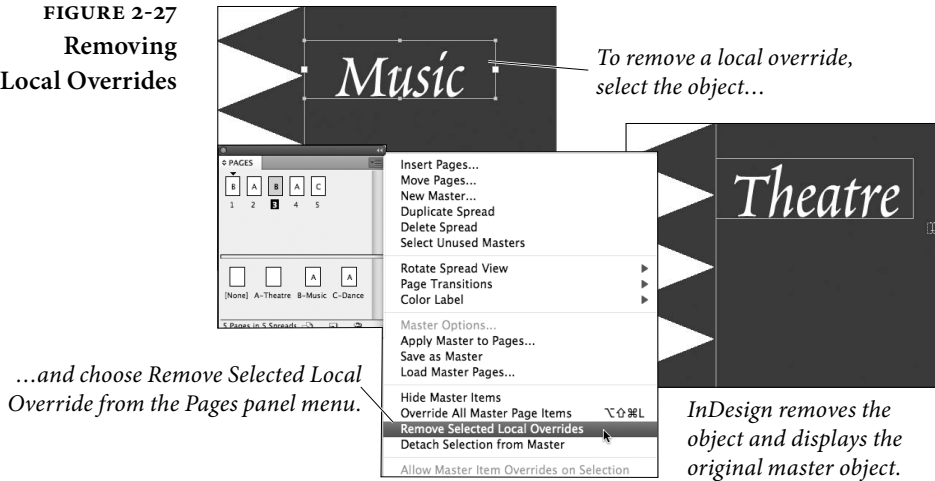 FIGURE 2-27
Removing
Local Overrides
Music
To remove a local override,
select the object…
PAGES
B A B A C
1 2 3 4 5
A A
[None] A-Theatre B-Music C-Dance
5 Pages in 5 Spreads
Insert Pages...
Move Pages...
New Master...
Duplicate Spread
Delete Spread
Select Unused Masters
Rotate Spread View
Page Transitions
Color Label
Master Options...
Apply Master to Pages...
Save as Master
Load Master Pages...
Hide Master Items
Override All Master Page Items ⌥⇧⌘L
Remove Selected Local Overrides
Detach Selection from Master
Allow Master Item Overrides on Selection
Theatre
…and choose Remove Selected Local
Override from the Pages panel menu.
InDesign removes the
object and displays the
original master object.